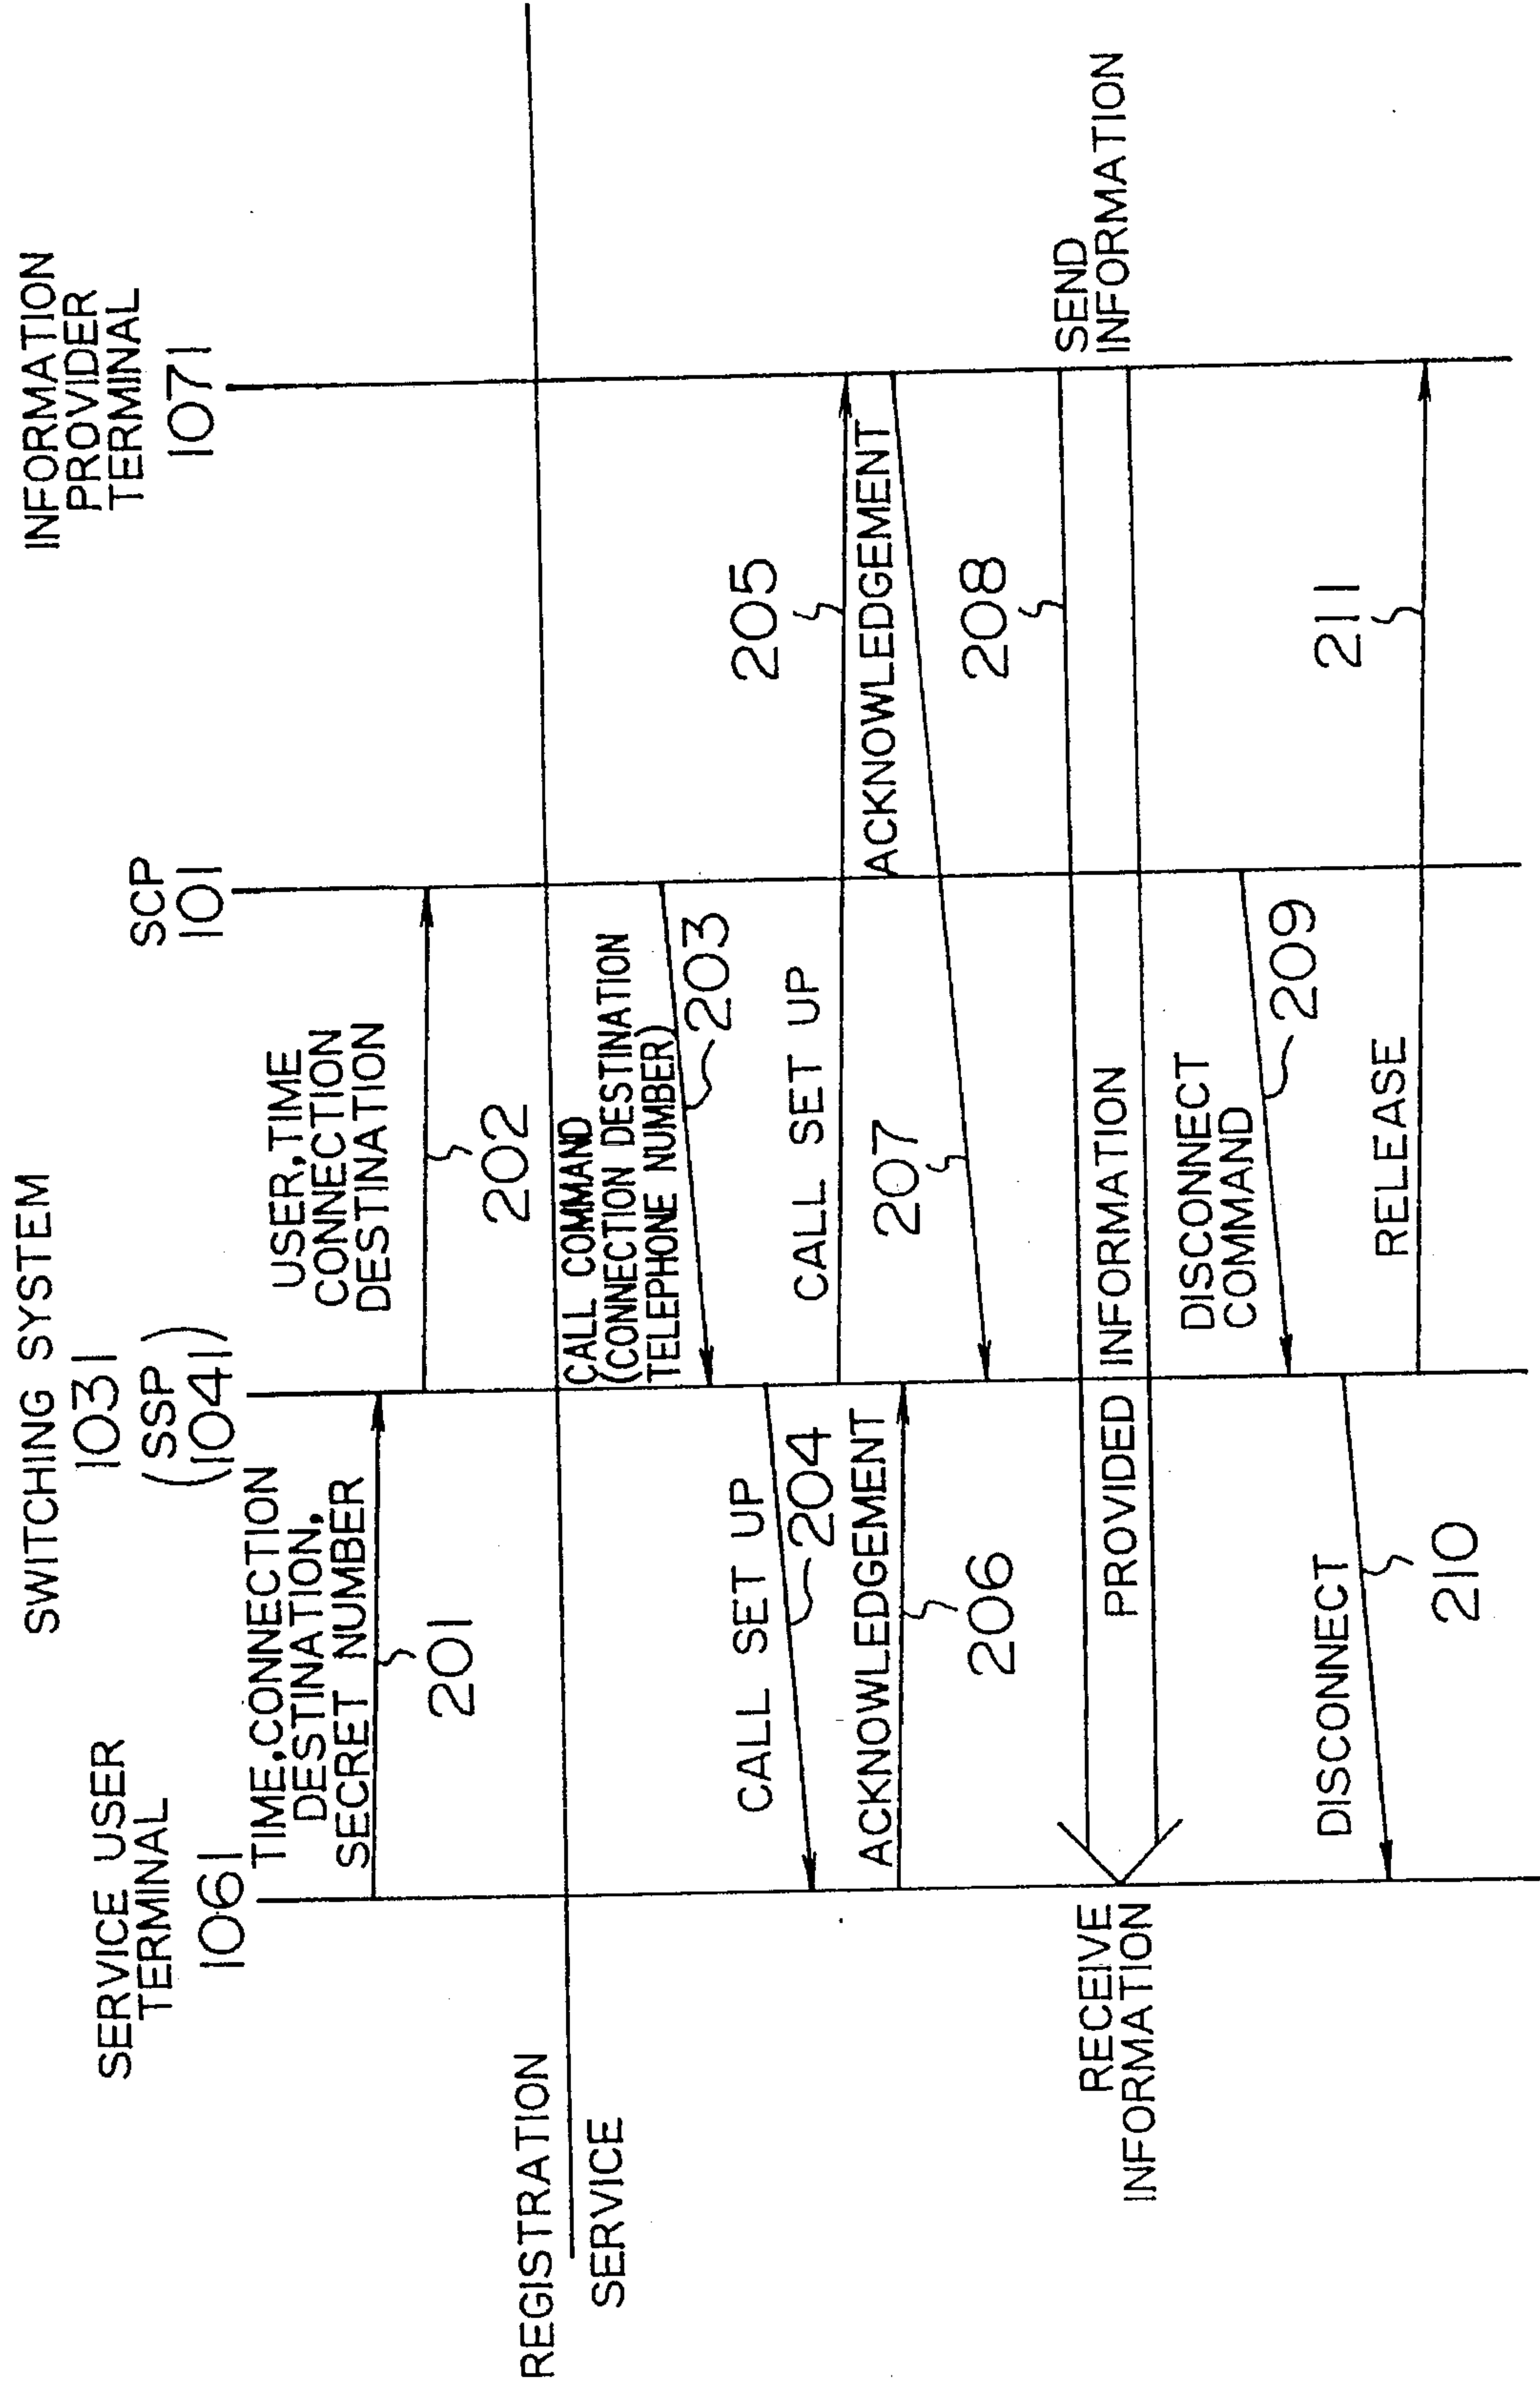 SERVICE USER
TERMINAL
1061
SWITCHING SYSTEM
1031
(SSP
1041)
SCP
101
INFORMATION
PROVIDER
TERMINAL
1071
TIME,CONNECTION
DESTINATION,
SECRET NUMBER
201
USER,TIME
CONNECTION
DESTINATION
202
REGISTRATION
SERVICE
CALL COMMAND
(CONNECTION DESTINATION
TELEPHONE NUMBER)
203
CALL SET UP
204
CALL SET UP
205
ACKNOWLEDGEMENT
206
ACKNOWLEDGEMENT
207
208
SEND
INFORMATION
PROVIDED INFORMATION
RECEIVE
INFORMATION
DISCONNECT
COMMAND
209
DISCONNECT
210
RELEASE
211